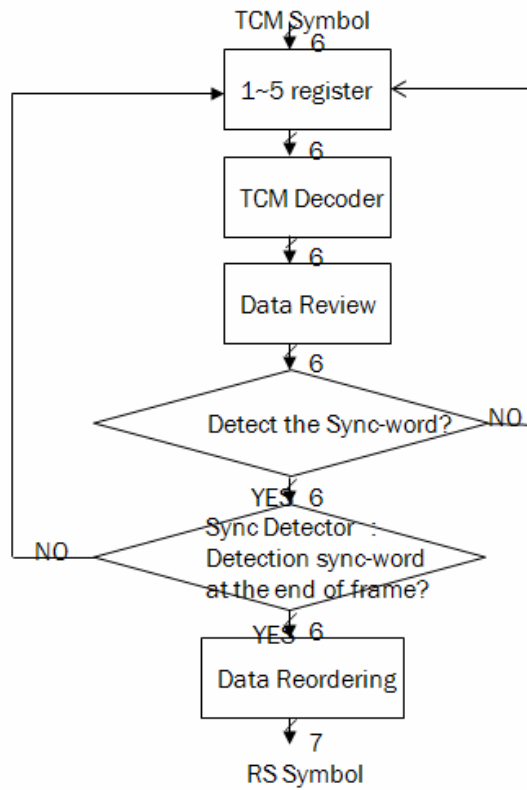 TCM Symbol
6
1~5 register
6
TCM Decoder
6
Data Review
6
Detect the Sync-word?
NO
YES 6
Sync Detector :
Detection sync-word
at the end of frame?
NO
YES 6
Data Reordering
7
RS Symbol